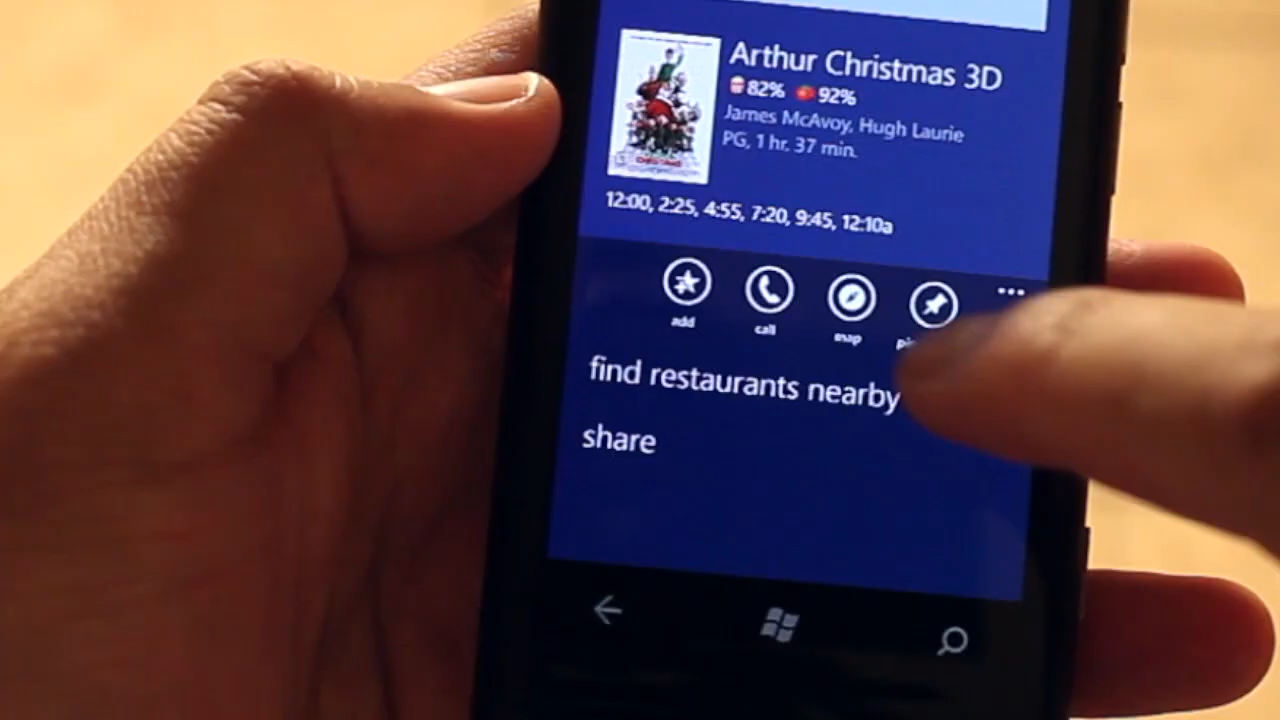 Arthur Christmas 3D
82% 92%
James McAvoy, Hugh Laurie
PG, 1 hr. 37 min.
12:00, 2:25, 4:55, 7:20, 9:45, 12:10a
add call map
find restaurants nearby
share